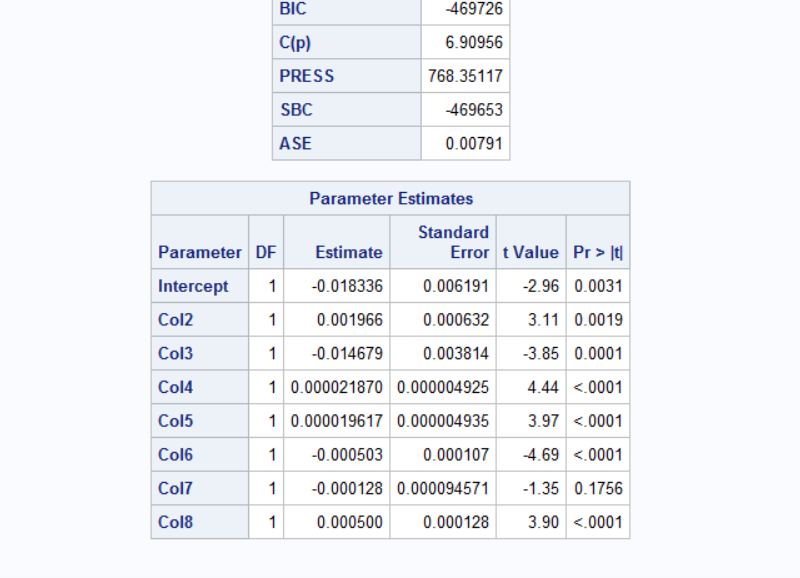 BIC -469726
C(p) 6.90956
PRESS 768.35117
SBC -469653
ASE 0.00791
Parameter Estimates
Parameter DF Estimate Standard Error t Value Pr > |t|
Intercept 1 -0.018336 0.006191 -2.96 0.0031
Col2 1 0.001966 0.000632 3.11 0.0019
Col3 1 -0.014679 0.003814 -3.85 0.0001
Col4 1 0.000021870 0.000004925 4.44 <.0001
Col5 1 0.000019617 0.000004935 3.97 <.0001
Col6 1 -0.000503 0.000107 -4.69 <.0001
Col7 1 -0.000128 0.000094571 -1.35 0.1756
Col8 1 0.000500 0.000128 3.90 <.0001